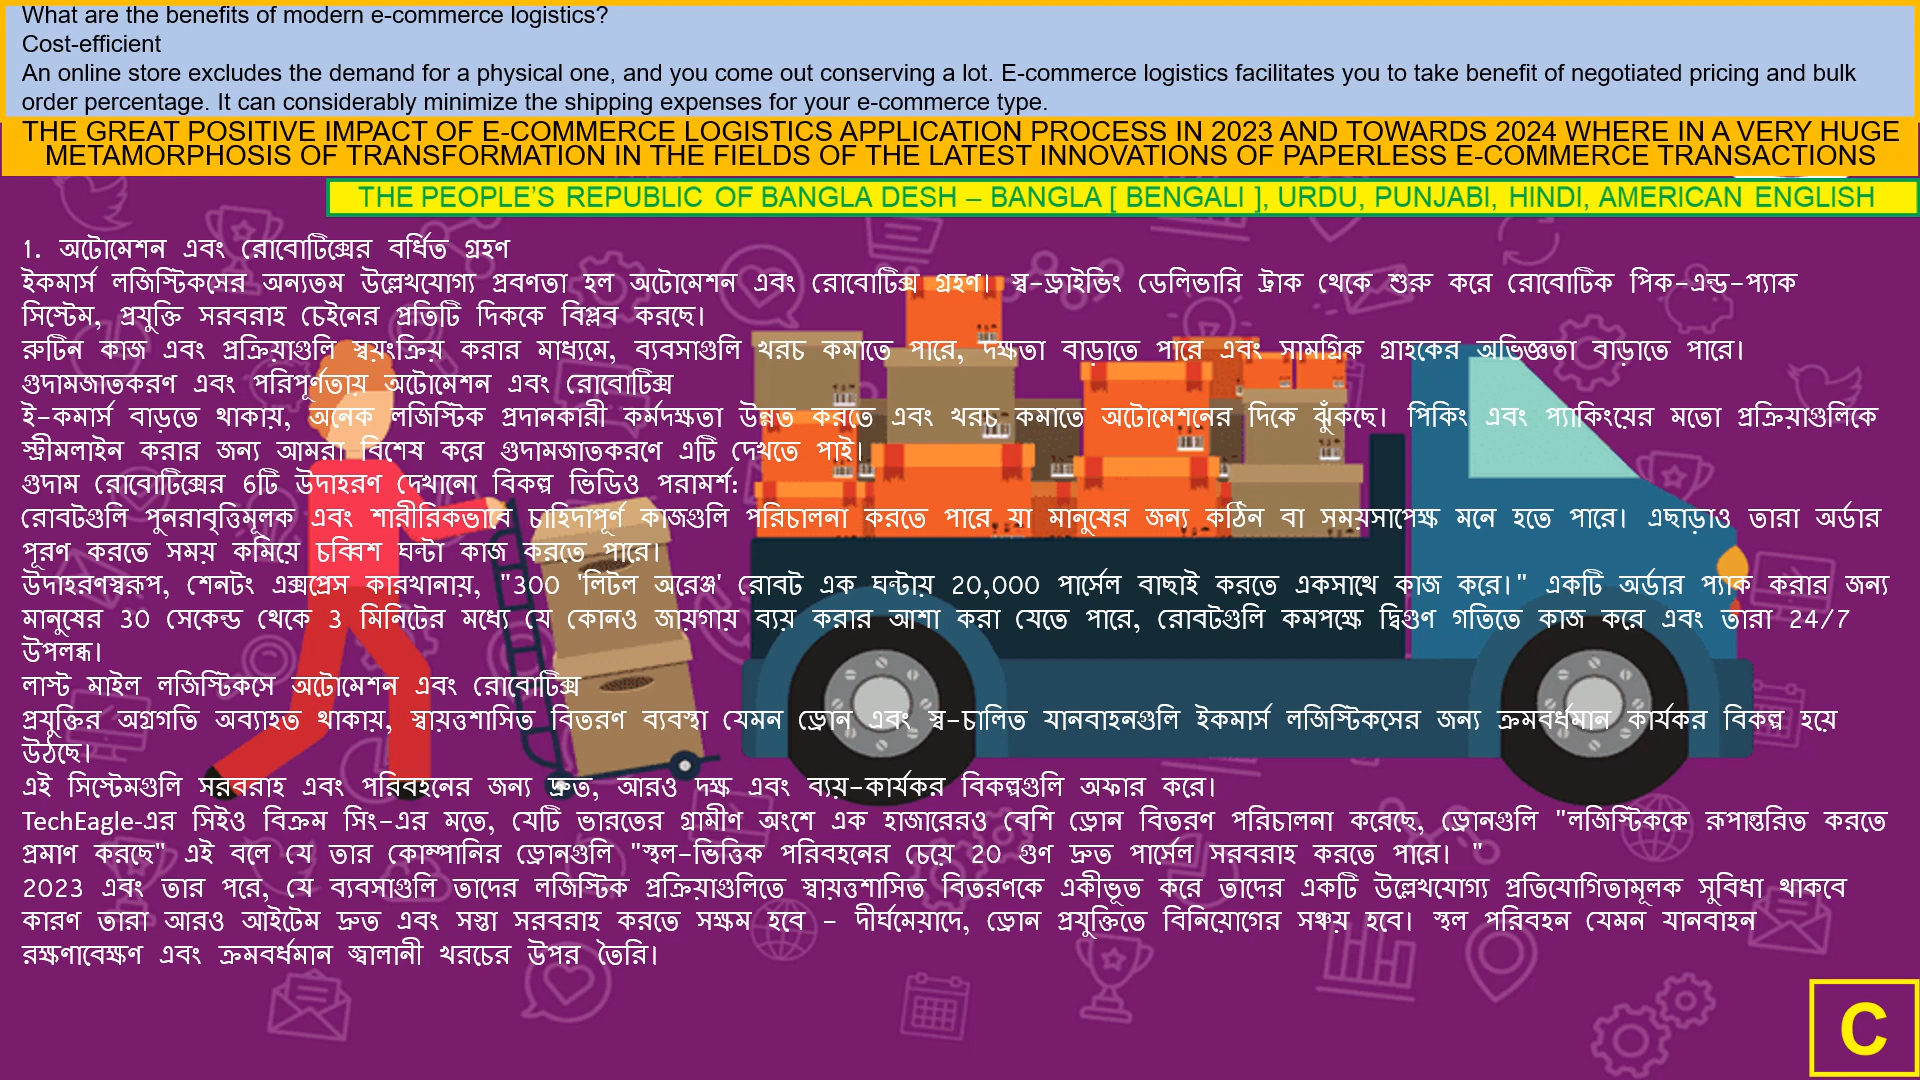 What are the benefits of modern e-commerce logistics?
Cost-efficient
An online store excludes the demand for a physical one, and you come out conserving a lot. E-commerce logistics facilitates you to take benefit of negotiated pricing and bulk
order percentage. It can considerably minimize the shipping expenses for your e-commerce type.
THE GREAT POSITIVE IMPACT OF E-COMMERCE LOGISTICS APPLICATION PROCESS IN 2023 AND TOWARDS 2024 WHERE IN A VERY HUGE
METAMORPHOSIS OF TRANSFORMATION IN THE FIELDS OF THE LATEST INNOVATIONS OF PAPERLESS E-COMMERCE TRANSACTIONS
THE PEOPLE’S REPUBLIC OF BANGLA DESH – BANGLA [ BENGALI ], URDU, PUNJABI, HINDI, AMERICAN ENGLISH
1. অটোমেশন এবং রোবোটিক্সের বর্ধিত গ্রহণ
ইকমার্স লজিস্টিকসের অন্যতম উল্লেখযোগ্য প্রবণতা হল অটোমেশন এবং রোবোটিক্স গ্রহণ। স্ব-ড্রাইভিং ডেলিভারি ট্রাক থেকে শুরু করে রোবোটিক পিক-এন্ড-প্যাক
সিস্টেম, প্রযুক্তি সরবরাহ চেইনের প্রতিটি দিককে বিপ্লব করছে।
রুটিন কাজ এবং প্রক্রিয়াগুলি স্বয়ংক্রিয় করার মাধ্যমে, ব্যবসাগুলি খরচ কমাতে পারে, দক্ষতা বাড়াতে পারে এবং সামগ্রিক গ্রাহকের অভিজ্ঞতা বাড়াতে পারে।
গুদামজাতকরণ এবং পরিপূর্ণতায় অটোমেশন এবং রোবোটিক্স
ই-কমার্স বাড়তে থাকায়, অনেক লজিস্টিক প্রদানকারী কর্মদক্ষতা উন্নত করতে এবং খরচ কমাতে অটোমেশনের দিকে ঝুঁকছে। পিকিং এবং প্যাকিংয়ের মতো প্রক্রিয়াগুলিকে
স্ট্রীমলাইন করার জন্য আমরা বিশেষ করে গুদামজাতকরণে এটি দেখতে পাই।
গুদাম রোবোটিক্সের 6টি উদাহরণ দেখানো বিকল্প ভিডিও পরামর্শ:
রোবটগুলি পুনরাবৃত্তিমূলক এবং শারীরিকভাবে চাহিদাপূর্ণ কাজগুলি পরিচালনা করতে পারে যা মানুষের জন্য কঠিন বা সময়সাপেক্ষ মনে হতে পারে। এছাড়াও তারা অর্ডার
পূরণ করতে সময় কমিয়ে চব্বিশ ঘন্টা কাজ করতে পারে।
উদাহরণস্বরূপ, শেনটং এক্সপ্রেস কারখানায়, "300 'লিটল অরেঞ্জ' রোবট এক ঘন্টায় 20,000 পার্সেল বাছাই করতে একসাথে কাজ করে।" একটি অর্ডার প্যাক করার জন্য
মানুষের 30 সেকেন্ড থেকে 3 মিনিটের মধ্যে যে কোনও জায়গায় ব্যয় করার আশা করা যেতে পারে, রোবটগুলি কমপক্ষে দ্বিগুণ গতিতে কাজ করে এবং তারা 24/7
উপলব্ধ।
লাস্ট মাইল লজিস্টিকসে অটোমেশন এবং রোবোটিক্স
প্রযুক্তির অগ্রগতি অব্যাহত থাকায়, স্বায়ত্তশাসিত বিতরণ ব্যবস্থা যেমন ড্রোন এবং স্ব-চালিত যানবাহনগুলি ইকমার্স লজিস্টিকসের জন্য ক্রমবর্ধমান কার্যকর বিকল্প হয়ে
উঠছে।
এই সিস্টেমগুলি সরবরাহ এবং পরিবহনের জন্য দ্রুত, আরও দক্ষ এবং ব্যয়-কার্যকর বিকল্পগুলি অফার করে।
TechEagle-এর সিইও বিক্রম সিং-এর মতে, যেটি ভারতের গ্রামীণ অংশে এক হাজারেরও বেশি ড্রোন বিতরণ পরিচালনা করেছে, ড্রোনগুলি "লজিস্টিককে রূপান্তরিত করতে
প্রমাণ করছে" এই বলে যে তার কোম্পানির ড্রোনগুলি "স্থল-ভিত্তিক পরিবহনের চেয়ে 20 গুণ দ্রুত পার্সেল সরবরাহ করতে পারে। "
2023 এবং তার পরে, যে ব্যবসাগুলি তাদের লজিস্টিক প্রক্রিয়াগুলিতে স্বায়ত্তশাসিত বিতরণকে একীভূত করে তাদের একটি উল্লেখযোগ্য প্রতিযোগিতামূলক সুবিধা থাকবে
কারণ তারা আরও আইটেম দ্রুত এবং সস্তা সরবরাহ করতে সক্ষম হবে – দীর্ঘমেয়াদে, ড্রোন প্রযুক্তিতে বিনিয়োগের সঞ্চয় হবে। স্থল পরিবহন যেমন যানবাহন
রক্ষণাবেক্ষণ এবং ক্রমবর্ধমান জ্বালানী খরচের উপর তৈরি।
C